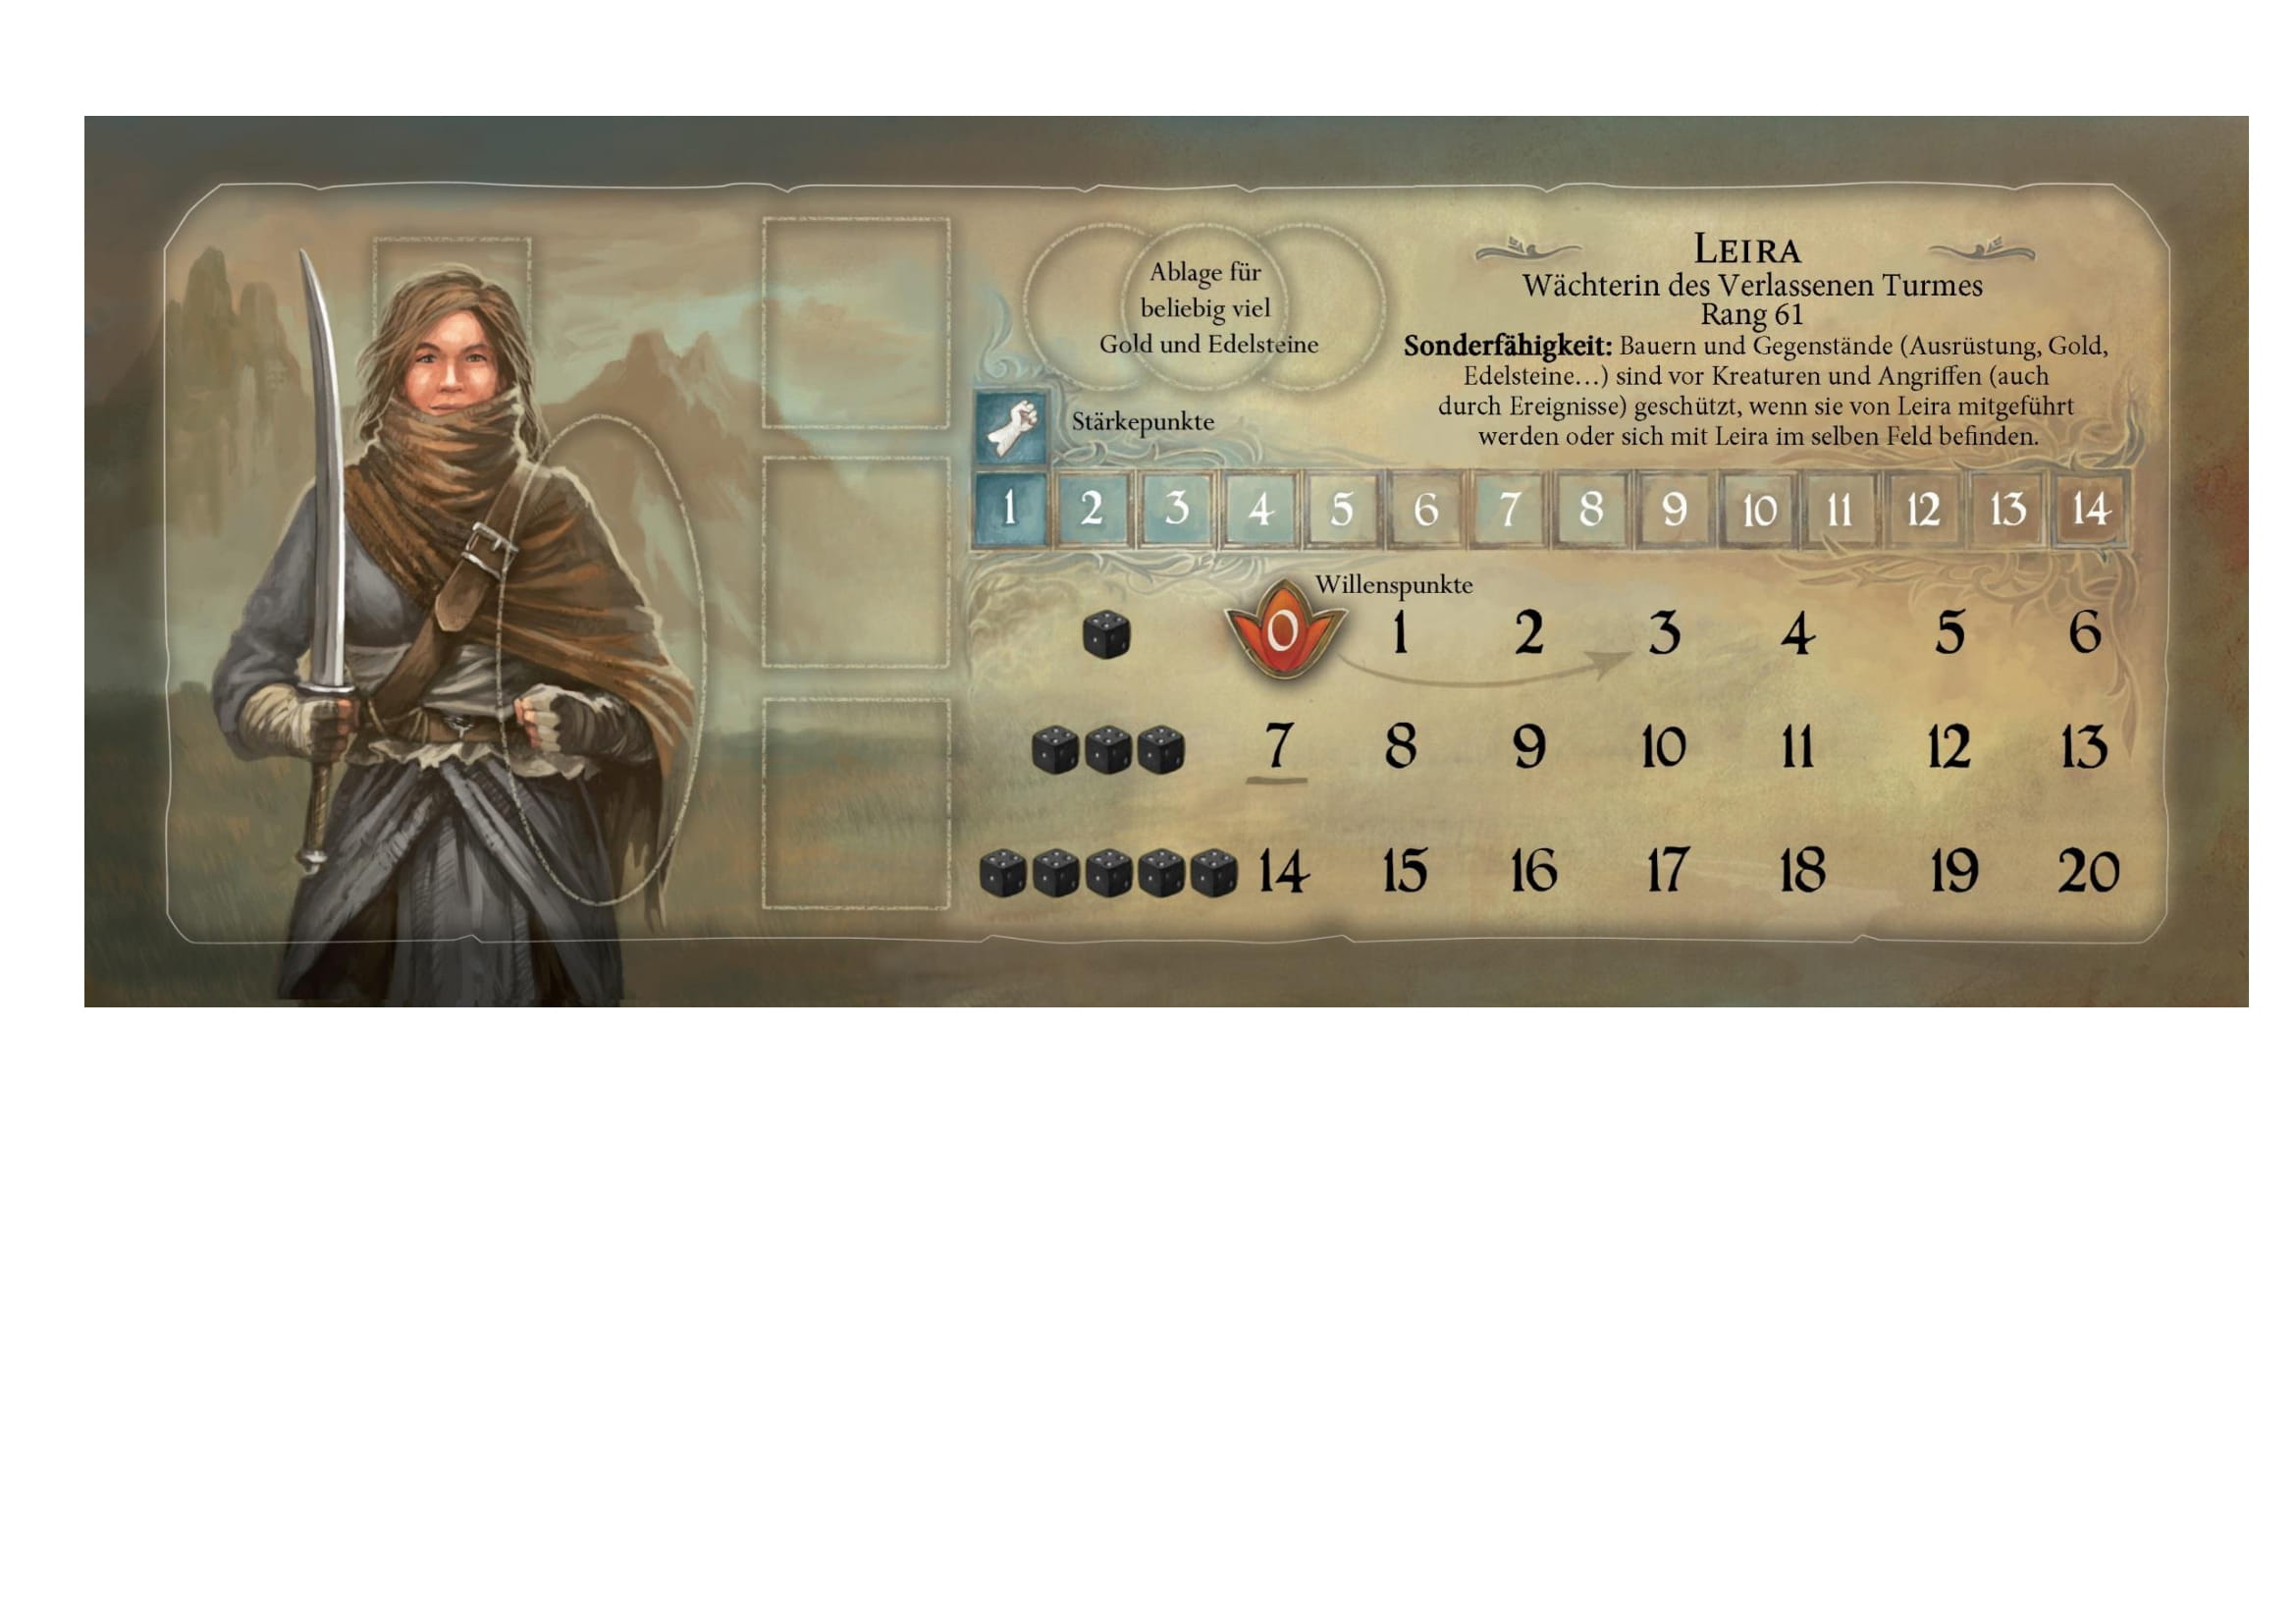 Ablage für
beliebig viel
Gold und Edelsteine
LEIRA
Wächterin des Verlassenen Turmes
Rang 61
Sonderfähigkeit: Bauern und Gegenstände (Ausrüstung, Gold,
Edelsteine...) sind vor Kreaturen und Angriffen (auch
durch Ereignisse) geschützt, wenn sie von Leira mitgeführt
werden oder sich mit Leira im selben Feld befinden.
Stärkepunkte
1 2 3 4 5 6 7 8 9 10 11 12 13 14
Willenspunkte
0 1 2 3 4 5 6
7 8 9 10 11 12 13
14 15 16 17 18 19 20